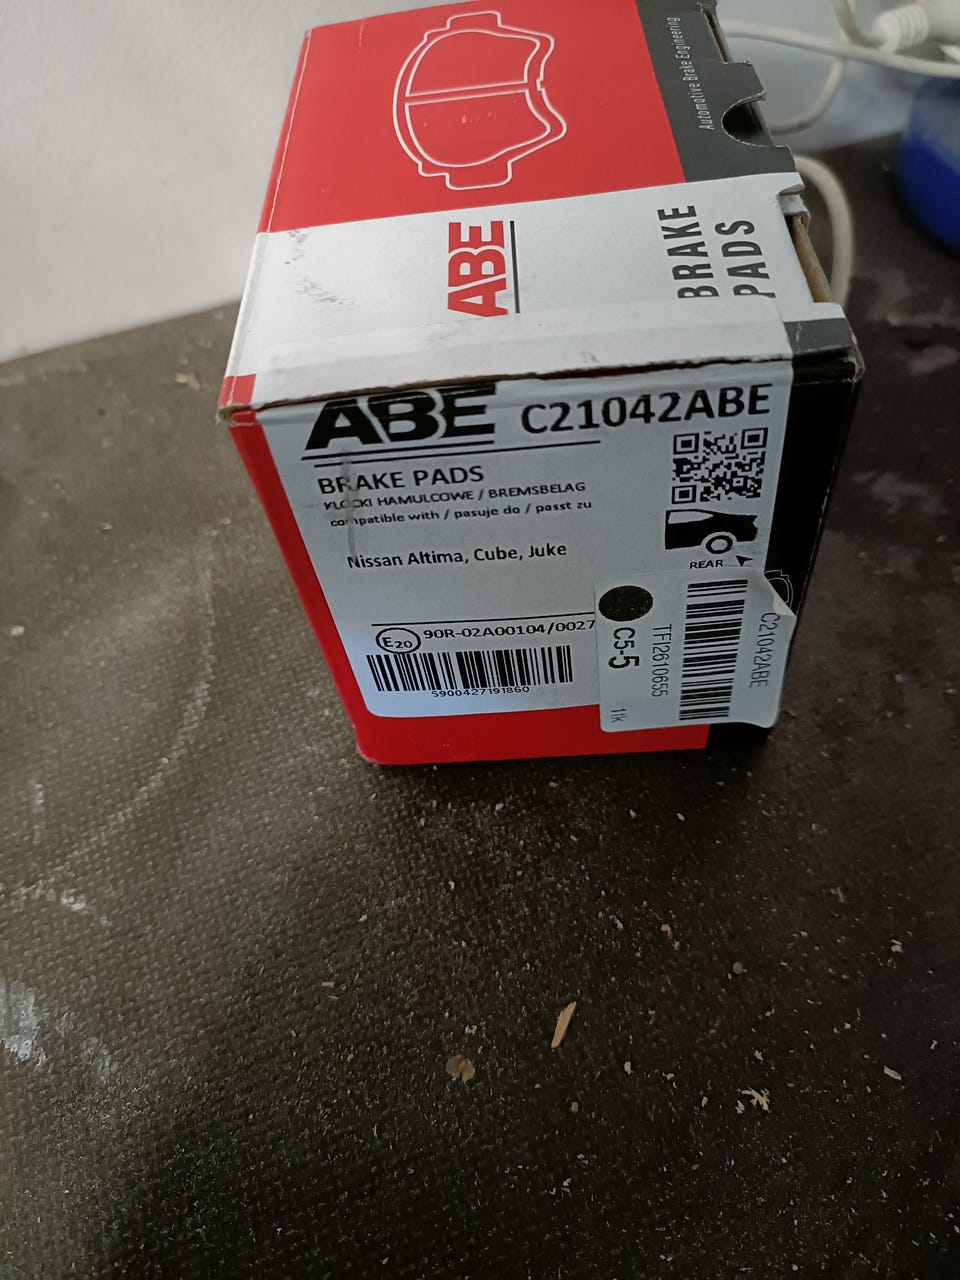 Automotive Brake Engineering
ABE
BRAKE
PADS
ABE C21042ABE
BRAKE PADS
KLOCKI HAMULCOWE / BREMSBELAG
compatible with / pasuje do / passt zu
Nissan Altima, Cube, Juke
REAR
E20 90R-02A00104/0027
5900427191860
C5-5
TFI2610655
C21042ABE